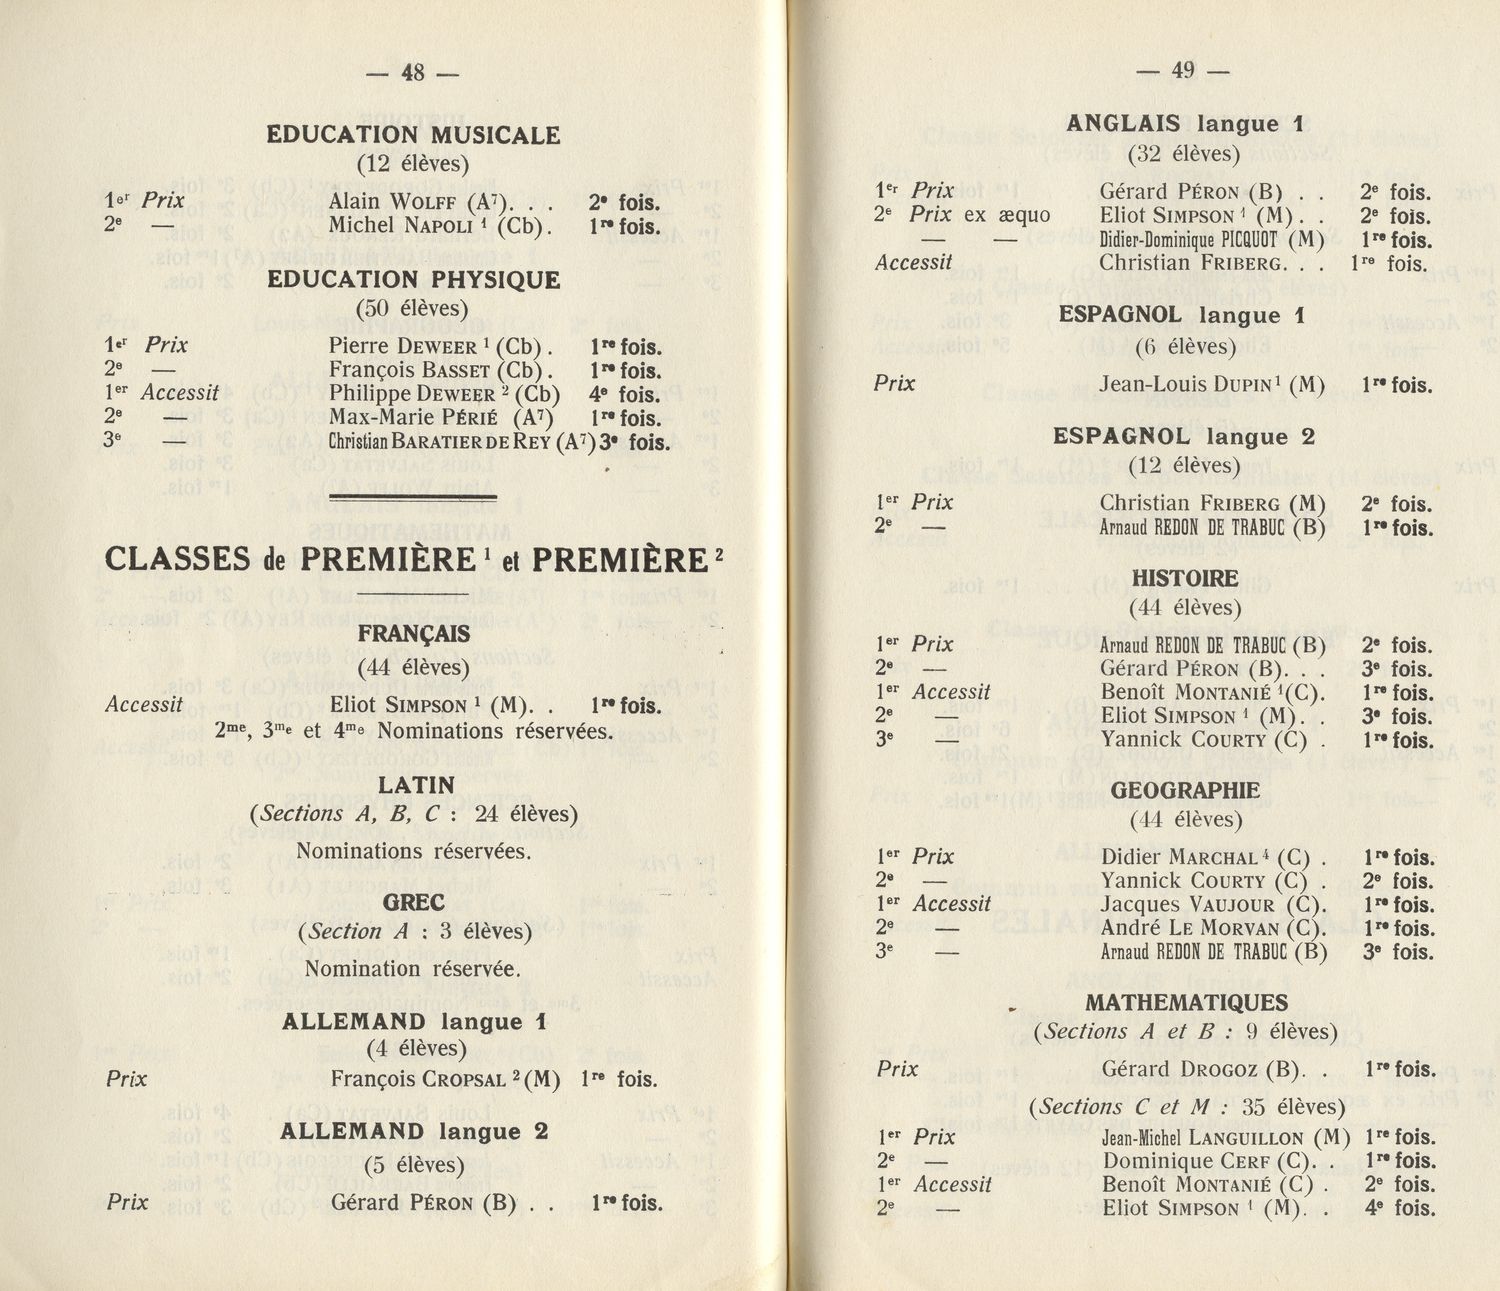 — 48 —
EDUCATION MUSICALE
(12 élèves)
1er Prix Alain WOLFF (A7). . . 2e fois.
2e — Michel NAPOLI 1 (Cb). 1re fois.
EDUCATION PHYSIQUE
(50 élèves)
1er Prix Pierre DEWEER 1 (Cb) . 1re fois.
2e — François BASSET (Cb) . 1re fois.
1er Accessit Philippe DEWEER 2 (Cb) 4e fois.
2e — Max-Marie PÉRIÉ (A7) 1re fois.
3e — Christian BARATIER DE REY (A7) 3e fois.
CLASSES de PREMIÈRE 1 et PREMIÈRE 2
FRANÇAIS
(44 élèves)
Accessit Eliot SIMPSON 1 (M). . 1re fois.
2me, 3me et 4me Nominations réservées.
LATIN
(Sections A, B, C : 24 élèves)
Nominations réservées.
GREC
(Section A : 3 élèves)
Nomination réservée.
ALLEMAND langue 1
(4 élèves)
Prix François CROPSAL 2 (M) 1re fois.
ALLEMAND langue 2
(5 élèves)
Prix Gérard PÉRON (B) . . 1re fois.
— 49 —
ANGLAIS langue 1
(32 élèves)
1er Prix Gérard PÉRON (B) . . 2e fois.
2e Prix ex æquo Eliot SIMPSON 1 (M). . 2e fois.
— — Didier-Dominique PICQUOT (M) 1re fois.
Accessit Christian FRIBERG. . . 1re fois.
ESPAGNOL langue 1
(6 élèves)
Prix Jean-Louis DUPIN 1 (M) 1re fois.
ESPAGNOL langue 2
(12 élèves)
1er Prix Christian FRIBERG (M) 2e fois.
2e — Arnaud REDON DE TRABUC (B) 1re fois.
HISTOIRE
(44 élèves)
1er Prix Arnaud REDON DE TRABUC (B) 2e fois.
2e — Gérard PÉRON (B). . . 3e fois.
1er Accessit Benoît MONTANIÉ 1 (C). 1re fois.
2e — Eliot SIMPSON 1 (M). . 3e fois.
3e — Yannick COURTY (C) . 1re fois.
GEOGRAPHIE
(44 élèves)
1er Prix Didier MARCHAL 4 (C) . 1re fois.
2e — Yannick COURTY (C) . 2e fois.
1er Accessit Jacques VAUJOUR (C). 1re fois.
2e — André LE MORVAN (C). 1re fois.
3e — Arnaud REDON DE TRABUC (B) 3e fois.
MATHEMATIQUES
(Sections A et B : 9 élèves)
Prix Gérard DROGOZ (B). . 1re fois.
(Sections C et M : 35 élèves)
1er Prix Jean-Michel LANGUILLON (M) 1re fois.
2e — Dominique CERF (C). . 1re fois.
1er Accessit Benoît MONTANIÉ (C) . 2e fois.
2e — Eliot SIMPSON 1 (M). . 4e fois.